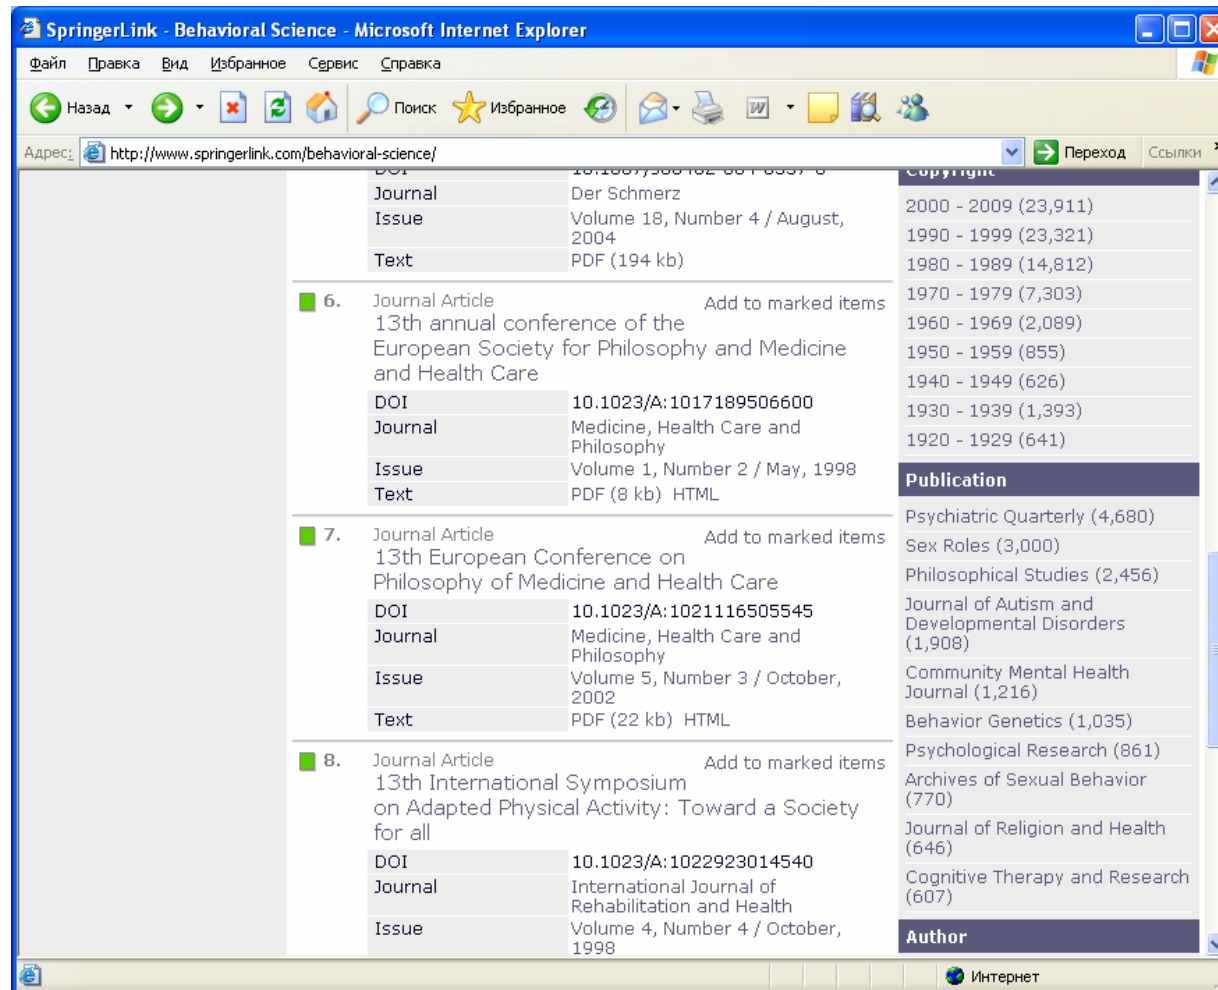 SpringerLink - Behavioral Science - Microsoft Internet Explorer
Файл Правка Вид Избранное Сервис Справка
Назад Поиск Избранное
Адрес: http://www.springerlink.com/behavioral-science/ Переход Ссылки
DOI
Journal Der Schmerz
Issue Volume 18, Number 4 / August,
2004
Text PDF (194 kb)
6. Journal Article Add to marked items
13th annual conference of the
European Society for Philosophy and Medicine
and Health Care
DOI 10.1023/A:1017189506600
Journal Medicine, Health Care and
Philosophy
Issue Volume 1, Number 2 / May, 1998
Text PDF (8 kb) HTML
7. Journal Article Add to marked items
13th European Conference on
Philosophy of Medicine and Health Care
DOI 10.1023/A:1021116505545
Journal Medicine, Health Care and
Philosophy
Issue Volume 5, Number 3 / October,
2002
Text PDF (22 kb) HTML
8. Journal Article Add to marked items
13th International Symposium
on Adapted Physical Activity: Toward a Society
for all
DOI 10.1023/A:1022923014540
Journal International Journal of
Rehabilitation and Health
Issue Volume 4, Number 4 / October,
1998
Copyright
2000 - 2009 (23,911)
1990 - 1999 (23,321)
1980 - 1989 (14,812)
1970 - 1979 (7,303)
1960 - 1969 (2,089)
1950 - 1959 (855)
1940 - 1949 (626)
1930 - 1939 (1,393)
1920 - 1929 (641)
Publication
Psychiatric Quarterly (4,680)
Sex Roles (3,000)
Philosophical Studies (2,456)
Journal of Autism and
Developmental Disorders
(1,908)
Community Mental Health
Journal (1,216)
Behavior Genetics (1,035)
Psychological Research (861)
Archives of Sexual Behavior
(770)
Journal of Religion and Health
(646)
Cognitive Therapy and Research
(607)
Author
Интернет